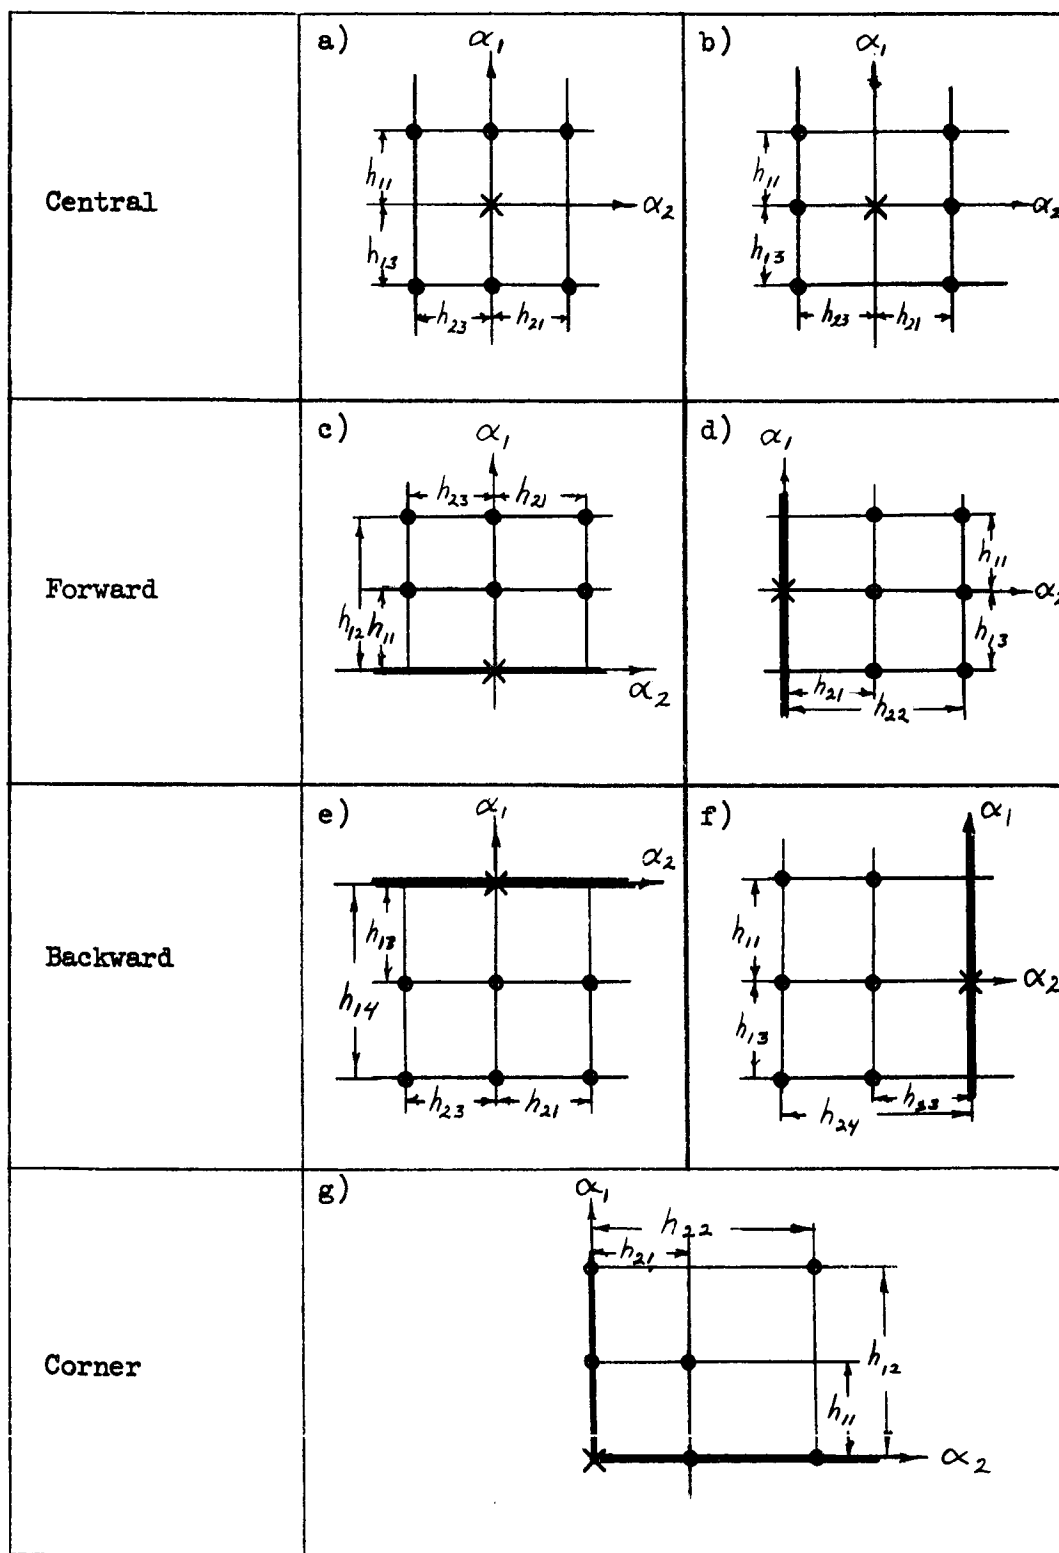 Central
a)
α₁
h₁₁
α₂
h₁₃
h₂₃ h₂₁
b)
α₁
h₁₁
α₂
h₁₃
h₂₃ h₂₁
Forward
c)
α₁
h₂₃ h₂₁
h₁₂ h₁₁
α₂
d)
α₁
h₁₁
α₂
h₁₃
h₂₁
h₂₂
Backward
e)
α₁
α₂
h₁₃
h₁₄
h₂₃ h₂₁
f)
α₁
h₁₁
α₂
h₁₃
h₂₃
h₂₄
Corner
g)
α₁
h₂₂
h₂₁
h₁₂
h₁₁
α₂